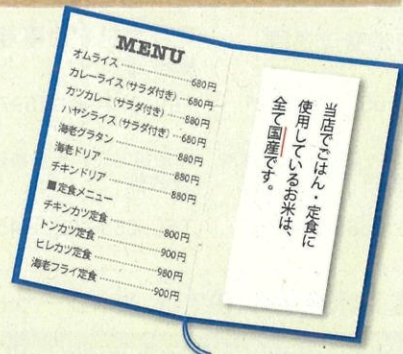 MENU
オムライス 680円
カレーライス（サラダ付き） 680円
カツカレー（サラダ付き） 880円
ハヤシライス（サラダ付き） 680円
海老グラタン 880円
海老ドリア 880円
チキンドリア 880円
■定食メニュー
チキンカツ定食 800円
トンカツ定食 900円
ヒレカツ定食 980円
海老フライ定食 900円
当店でごはん・定食に
使用しているお米は、
全て国産です。